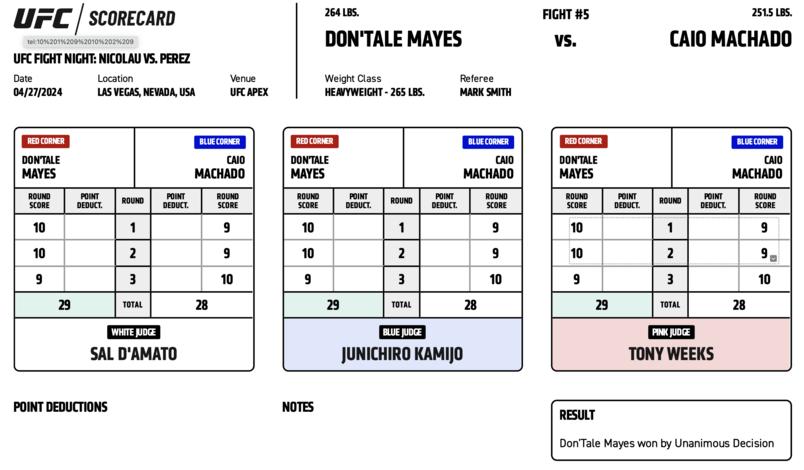 UFC SCORECARD
tel:10%201%209%2010%202%209
UFC FIGHT NIGHT: NICOLAU VS. PEREZ
Date Location Venue
04/27/2024 LAS VEGAS, NEVADA, USA UFC APEX
264 LBS. FIGHT #5 251.5 LBS.
DON'TALE MAYES VS. CAIO MACHADO
Weight Class Referee
HEAVYWEIGHT - 265 LBS. MARK SMITH
RED CORNER BLUE CORNER
DON'TALE MAYES CAIO MACHADO
ROUND SCORE POINT DEDUCT. ROUND POINT DEDUCT. ROUND SCORE
10 1 9
10 2 9
9 3 10
29 TOTAL 28
WHITE JUDGE
SAL D'AMATO
RED CORNER BLUE CORNER
DON'TALE MAYES CAIO MACHADO
ROUND SCORE POINT DEDUCT. ROUND POINT DEDUCT. ROUND SCORE
10 1 9
10 2 9
9 3 10
29 TOTAL 28
BLUE JUDGE
JUNICHIRO KAMIJO
RED CORNER BLUE CORNER
DON'TALE MAYES CAIO MACHADO
ROUND SCORE POINT DEDUCT. ROUND POINT DEDUCT. ROUND SCORE
10 1 9
10 2 9
9 3 10
29 TOTAL 28
PINK JUDGE
TONY WEEKS
POINT DEDUCTIONS
NOTES
RESULT
Don'Tale Mayes won by Unanimous Decision